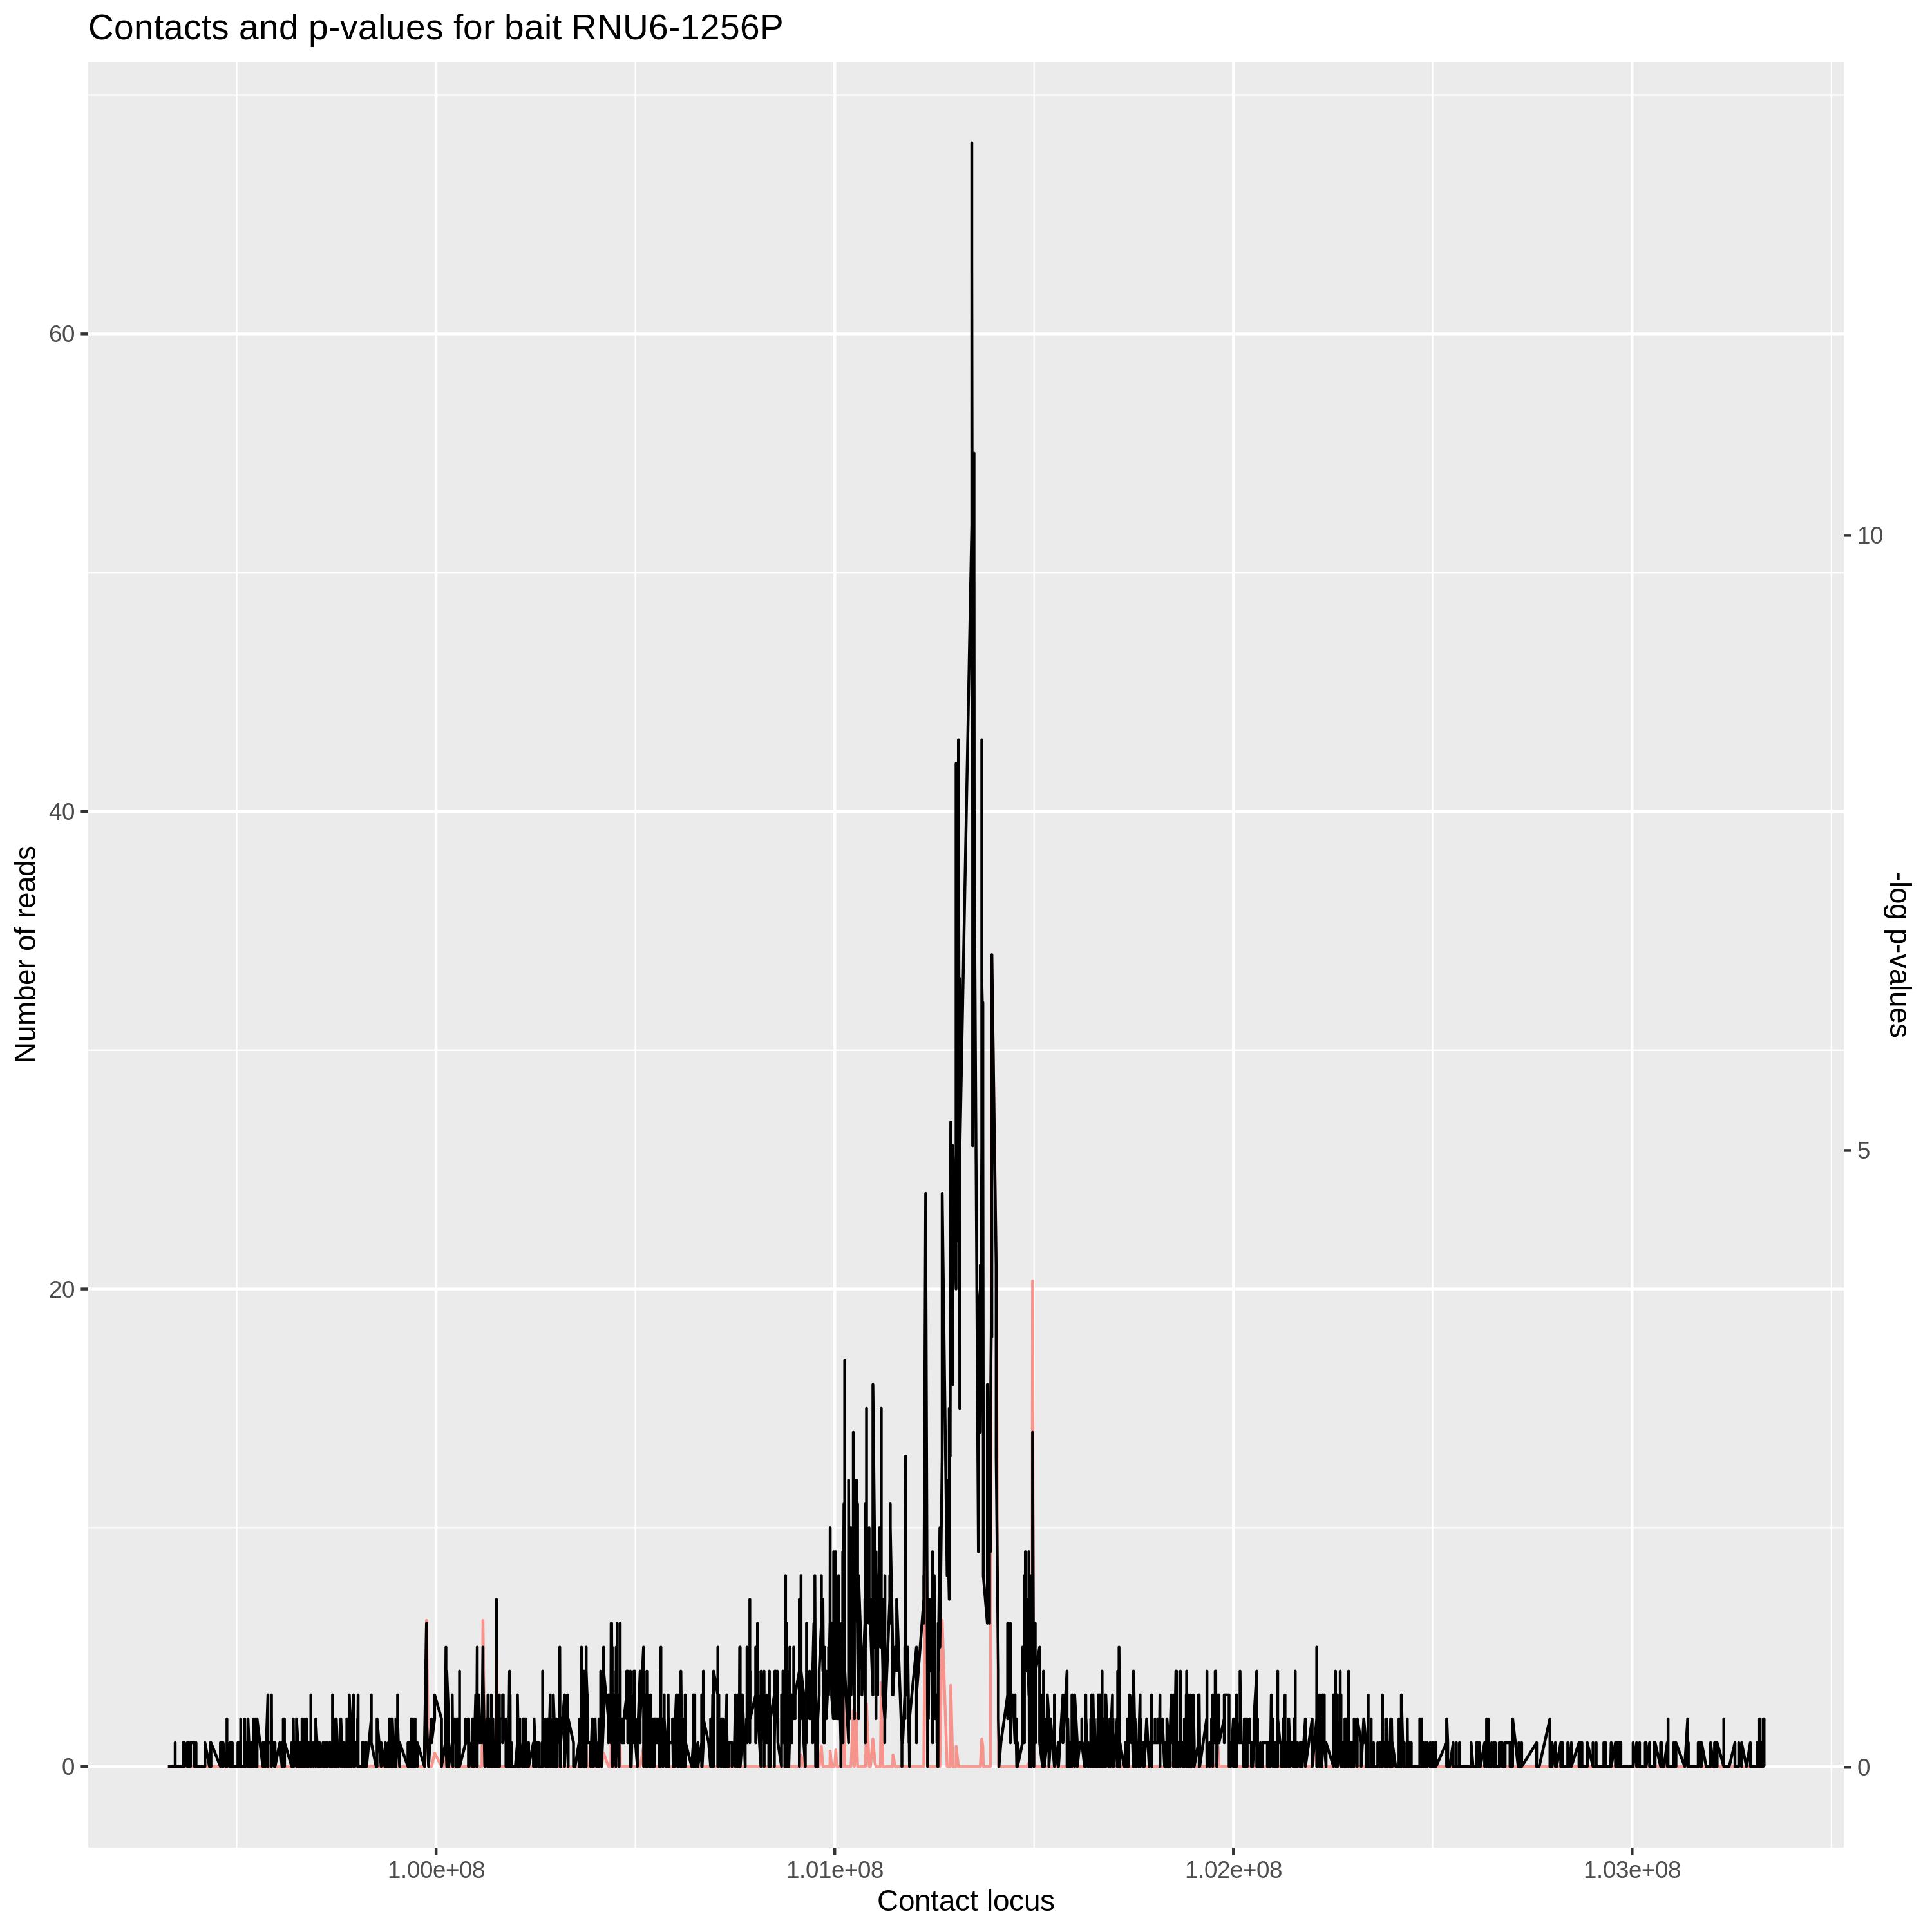 Contacts and p-values for bait RNU6-1256P
60
40
20
0
Number of reads
10
5
0
-log p-values
1.00e+08
1.01e+08
1.02e+08
1.03e+08
Contact locus